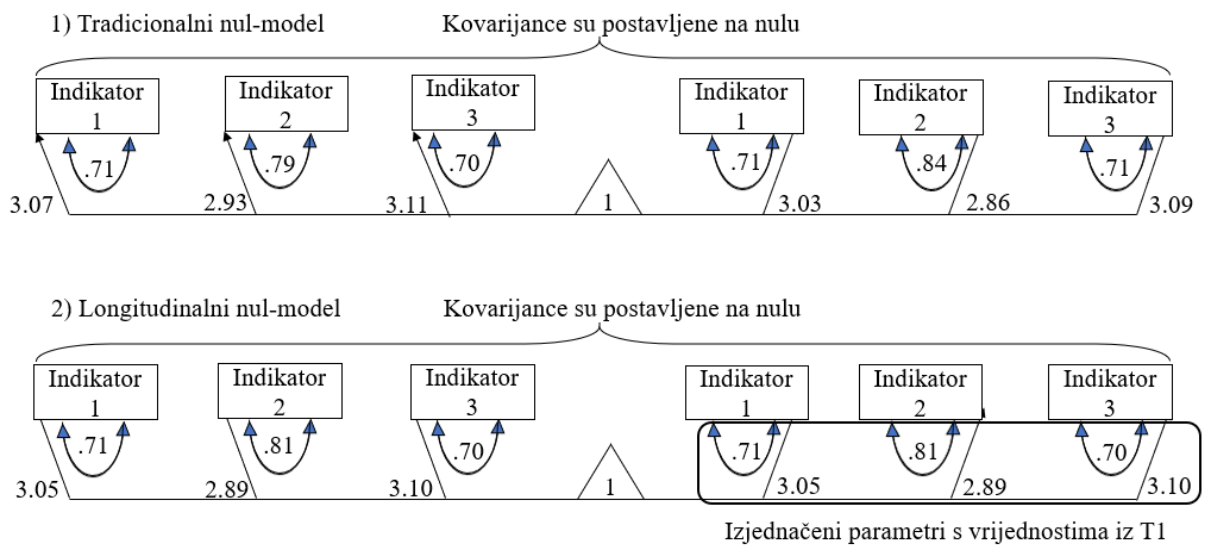 1) Tradicionalni nul-model
Kovarijance su postavljene na nulu
Indikator
1
Indikator
2
Indikator
3
Indikator
1
Indikator
2
Indikator
3
.71
.79
.70
.71
.84
.71
3.07
2.93
3.11
1
3.03
2.86
3.09
2) Longitudinalni nul-model
Kovarijance su postavljene na nulu
Indikator
1
Indikator
2
Indikator
3
Indikator
1
Indikator
2
Indikator
3
.71
.81
.70
.71
.81
.70
3.05
2.89
3.10
1
3.05
2.89
3.10
Izjednačeni parametri s vrijednostima iz T1